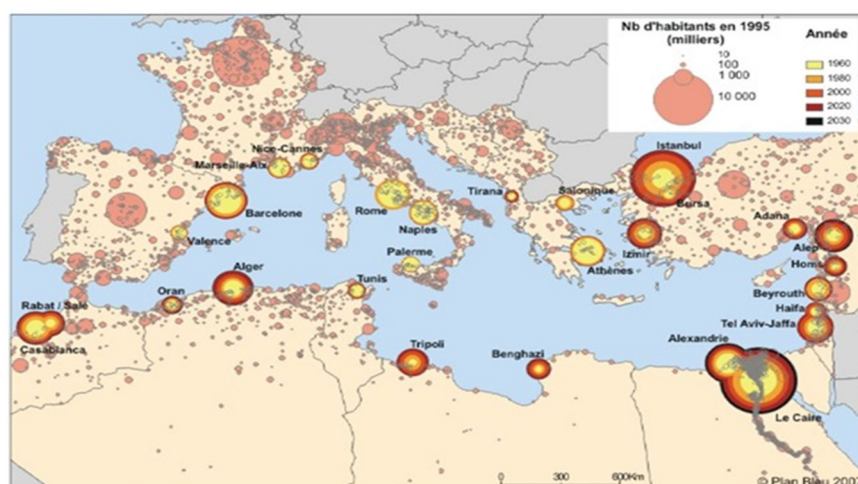 Nb d'habitants en 1995
(milliers)
10
100
1 000
10 000
Année
1960
1980
2000
2020
2030
Nice-Cannes
Marseille-Aix
Barcelone
Valence
Rome
Naples
Palerme
Tirana
Salonique
Istanbul
Bursa
Izmir
Athènes
Adana
Alep
Homs
Beyrouth
Haifa
Tel Aviv-Jaffa
Alexandrie
Le Caire
Rabat / Salé
Casablanca
Oran
Alger
Tunis
Tripoli
Benghazi
0 300 600Km
© Plan Bleu